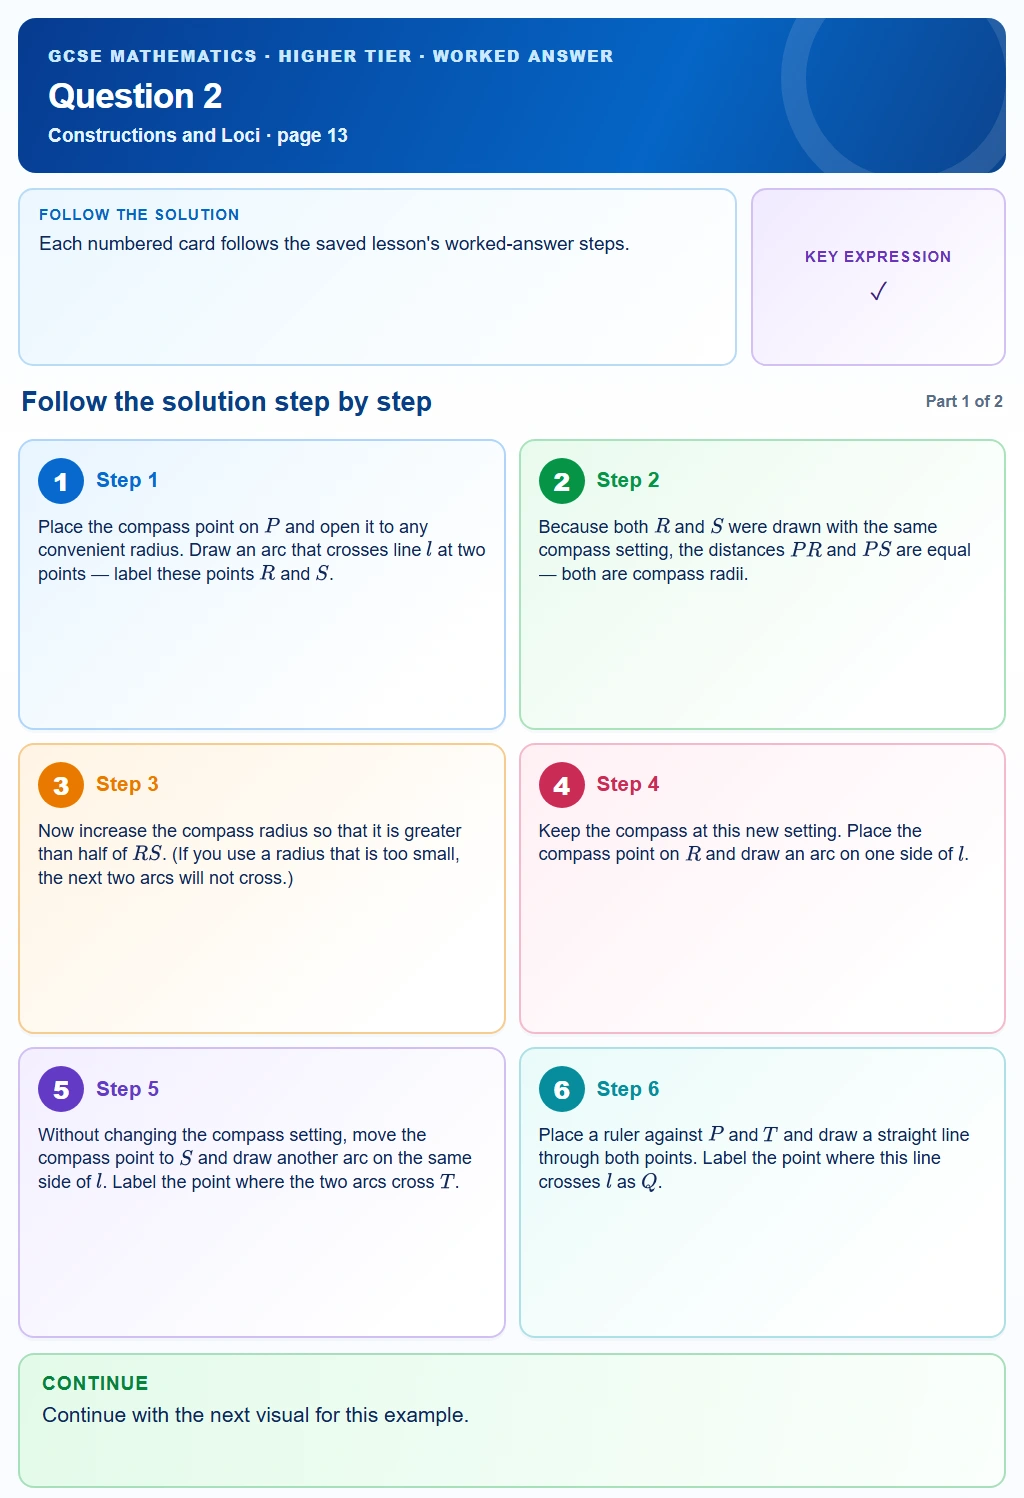 GCSE MATHEMATICS · HIGHER TIER · WORKED ANSWER
Question 2
Constructions and Loci · page 13
FOLLOW THE SOLUTION
Each numbered card follows the saved lesson's worked-answer steps.
KEY EXPRESSION
✓
Follow the solution step by step
Part 1 of 2
1 Step 1
Place the compass point on P and open it to any
convenient radius. Draw an arc that crosses line l at two
points — label these points R and S.
2 Step 2
Because both R and S were drawn with the same
compass setting, the distances PR and PS are equal
— both are compass radii.
3 Step 3
Now increase the compass radius so that it is greater
than half of RS. (If you use a radius that is too small,
the next two arcs will not cross.)
4 Step 4
Keep the compass at this new setting. Place the
compass point on R and draw an arc on one side of l.
5 Step 5
Without changing the compass setting, move the
compass point to S and draw another arc on the same
side of l. Label the point where the two arcs cross T.
6 Step 6
Place a ruler against P and T and draw a straight line
through both points. Label the point where this line
crosses l as Q.
CONTINUE
Continue with the next visual for this example.